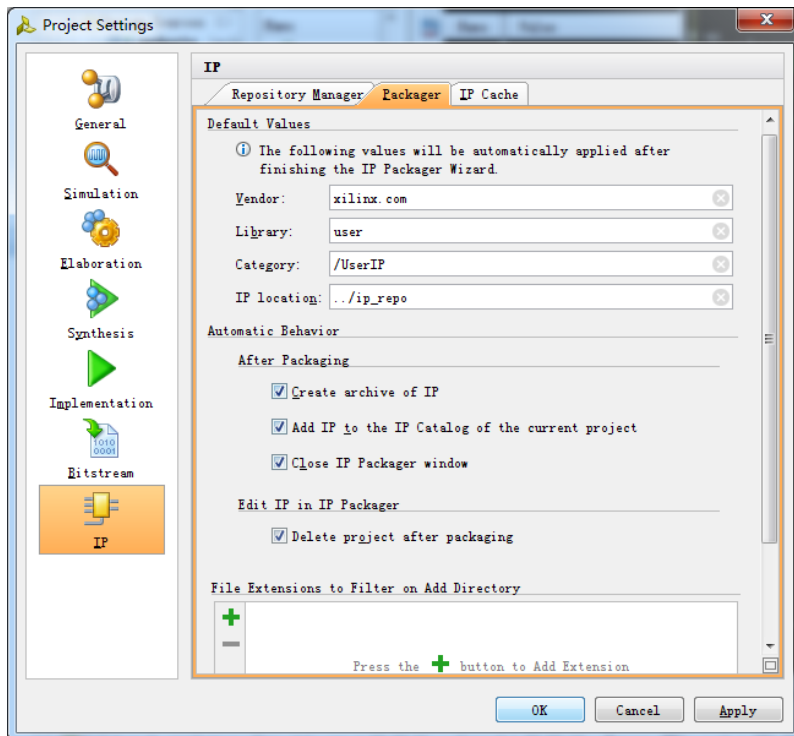 Project Settings
IP
Repository Manager Packager IP Cache
General
Simulation
Elaboration
Synthesis
Implementation
1010
0001
Bitstream
IP
Default Values
The following values will be automatically applied after
finishing the IP Packager Wizard.
Vendor: xilinx.com
Library: user
Category: /UserIP
IP location: ../ip_repo
Automatic Behavior
After Packaging
Create archive of IP
Add IP to the IP Catalog of the current project
Close IP Packager window
Edit IP in IP Packager
Delete project after packaging
File Extensions to Filter on Add Directory
Press the button to Add Extension
OK Cancel Apply